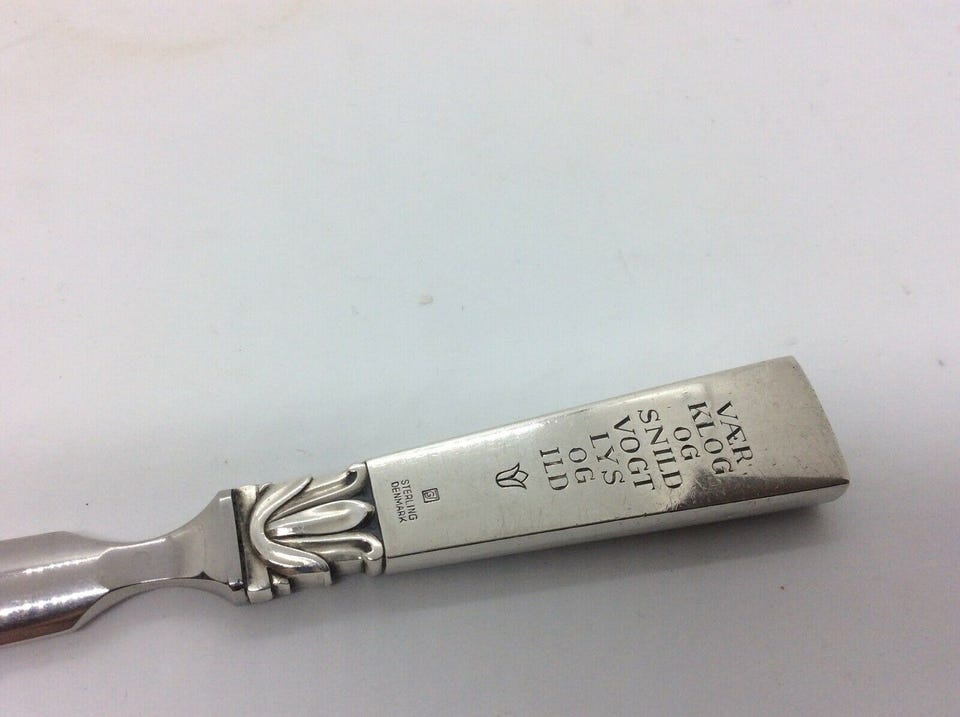 VÆR
KLOG
OG
SNILD
VOGT
LYS
OG
ILD
G
STERLING
DENMARK